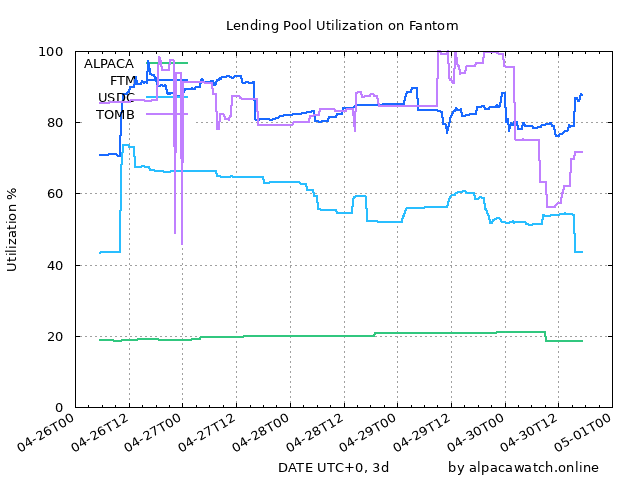 Lending Pool Utilization on Fantom
100
80
60
40
20
0
Utilization %
ALPACA
FTM
USDC
TOMB
04-26T00
04-26T12
04-27T00
04-27T12
04-28T00
04-28T12
04-29T00
04-29T12
04-30T00
04-30T12
05-01T00
DATE UTC+0, 3d
by alpacawatch.online